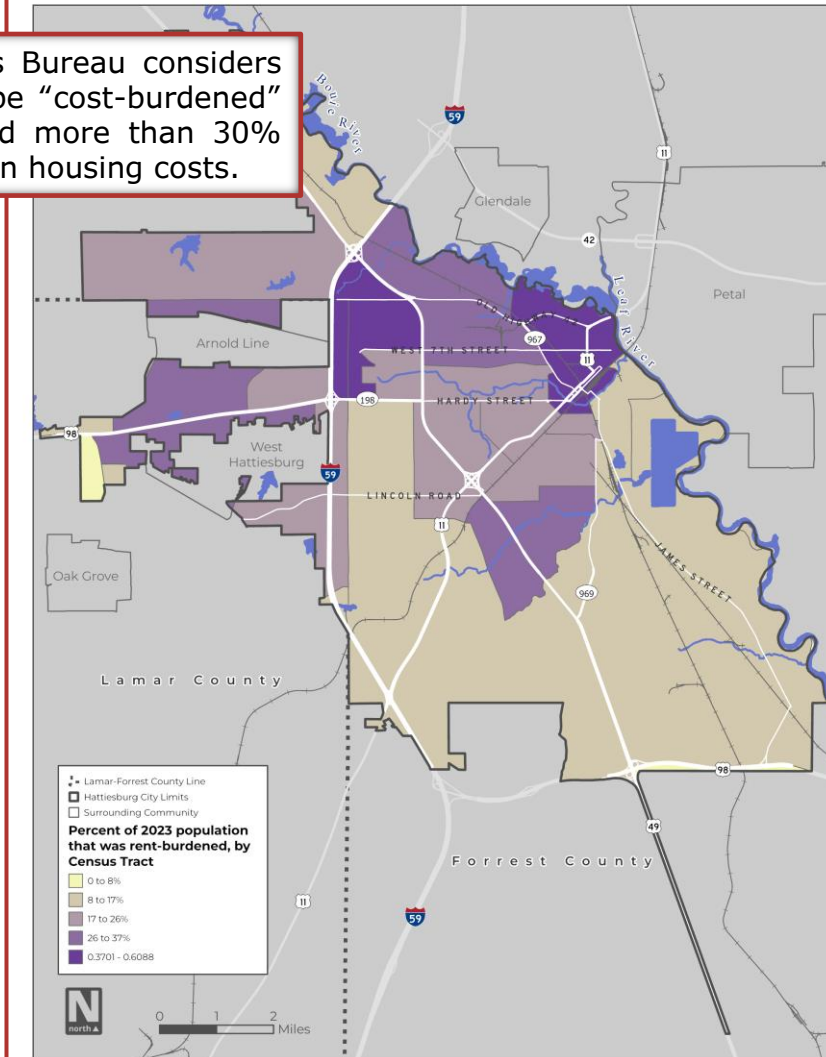 s Bureau considers
be “cost-burdened”
d more than 30%
n housing costs.
Bouie River
59
11
Glendale
42
Leaf River
Petal
967
11
Arnold Line
WEST 7TH STREET
198
HARDY STREET
98
West
Hattiesburg
59
LINCOLN ROAD
11
JAMES STREET
Oak Grove
969
Lamar County
98
49
Forrest County
11
59
Lamar-Forrest County Line
Hattiesburg City Limits
Surrounding Community
Percent of 2023 population
that was rent-burdened, by
Census Tract
0 to 8%
8 to 17%
17 to 26%
26 to 37%
0.3701 - 0.6088
N
north
0 1 2
Miles